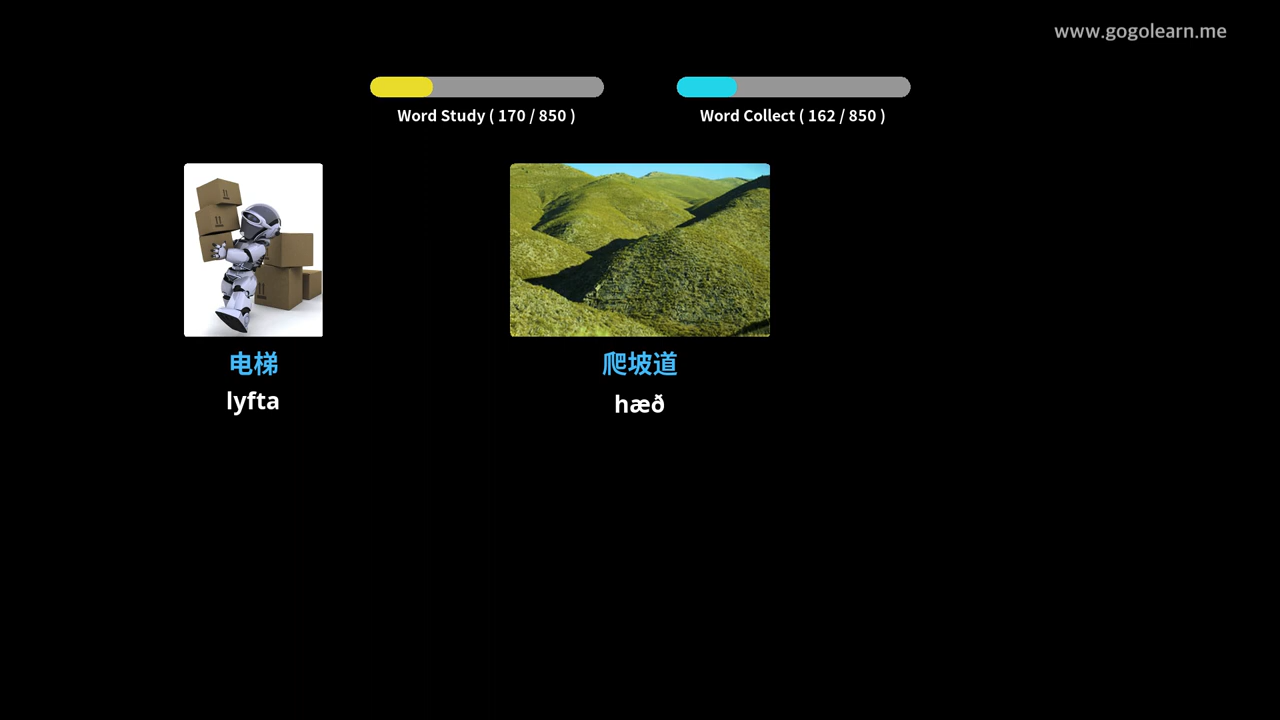 www.gogolearn.me
Word Study ( 170 / 850 )
Word Collect ( 162 / 850 )
电梯
lyfta
爬坡道
hæð